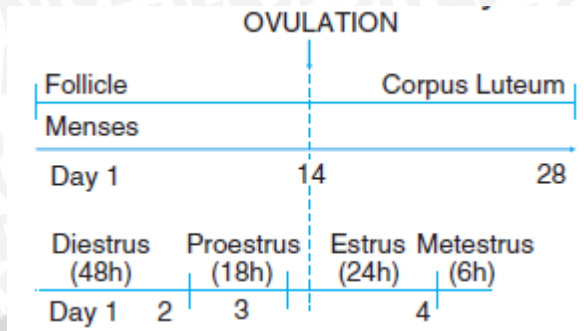 OVULATION
Follicle Corpus Luteum
Menses
Day 1 14 28
Diestrus Proestrus Estrus Metestrus
(48h) (18h) (24h) (6h)
Day 1 2 3 4